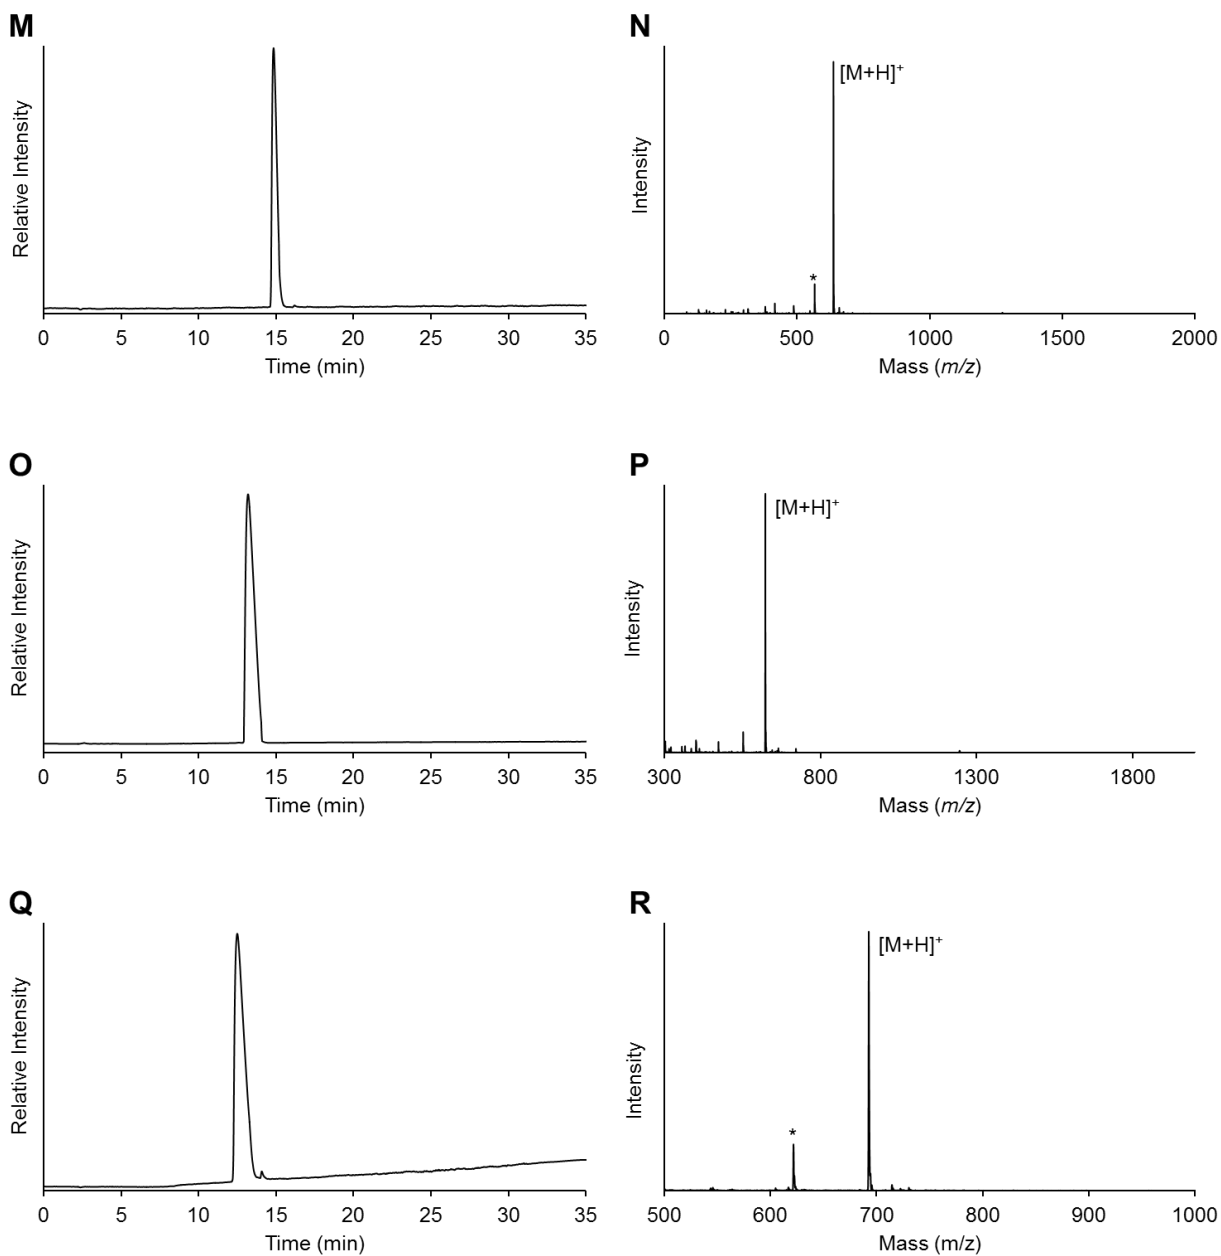 M
Relative Intensity
0 5 10 15 20 25 30 35
Time (min)
N
Intensity
[M+H]⁺
*
0 500 1000 1500 2000
Mass (m/z)
O
Relative Intensity
0 5 10 15 20 25 30 35
Time (min)
P
Intensity
[M+H]⁺
300 800 1300 1800
Mass (m/z)
Q
Relative Intensity
0 5 10 15 20 25 30 35
Time (min)
R
Intensity
[M+H]⁺
*
500 600 700 800 900 1000
Mass (m/z)